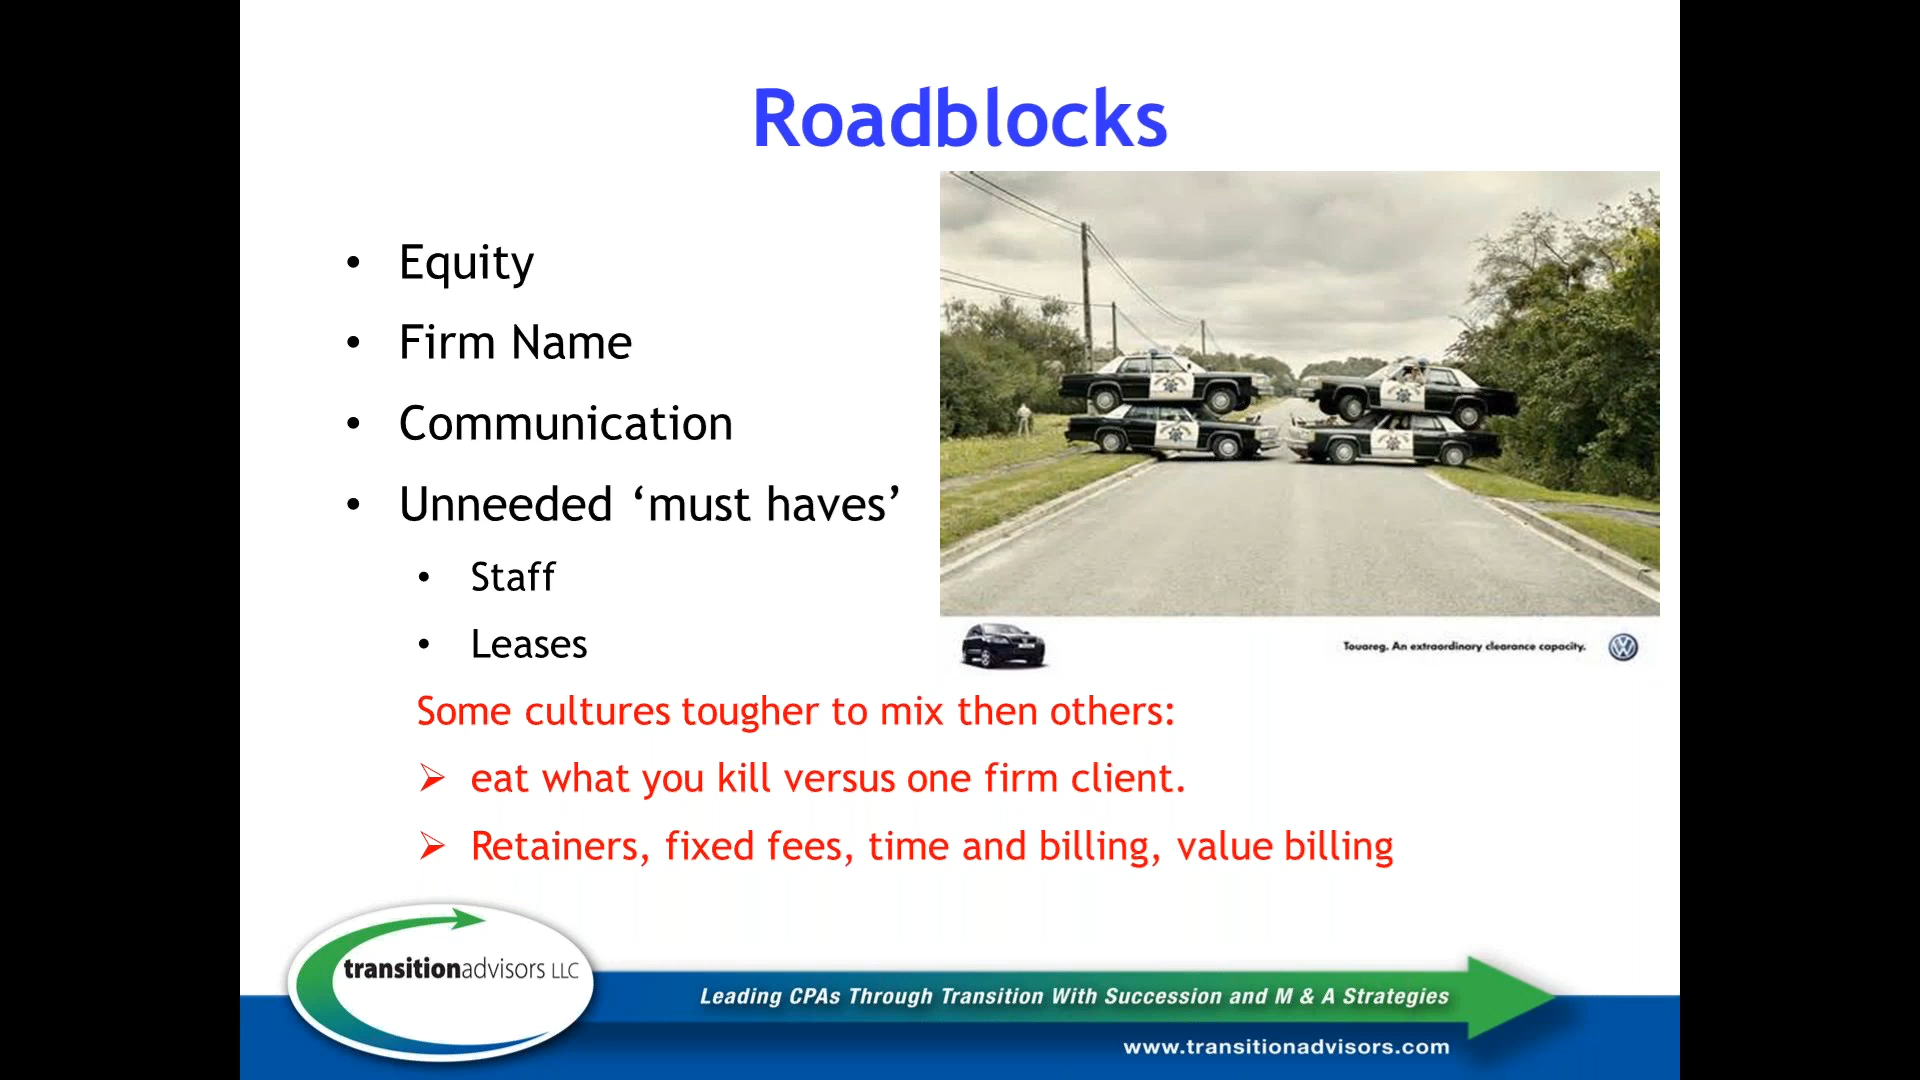 Roadblocks
• Equity
• Firm Name
• Communication
• Unneeded ‘must haves’
• Staff
• Leases
Touareg. An extraordinary clearance capacity.
Some cultures tougher to mix then others:
➢ eat what you kill versus one firm client.
➢ Retainers, fixed fees, time and billing, value billing
transitionadvisors LLC
Leading CPAs Through Transition With Succession and M & A Strategies
www.transitionadvisors.com